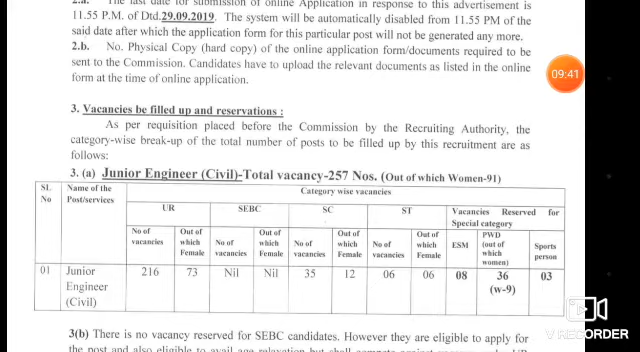 2.a. The last date for submission of online Application in response to this advertisement is
11.55 P.M. of Dtd.29.09.2019. The system will be automatically disabled from 11.55 PM of the
said date after which the application form for this particular post will not be generated any more.
2.b. No. Physical Copy (hard copy) of the online application form/documents required to be
sent to the Commission. Candidates have to upload the relevant documents as listed in the online
form at the time of online application.
09:41
3. Vacancies be filled up and reservations :
As per requisition placed before the Commission by the Recruiting Authority, the
category-wise break-up of the total number of posts to be filled up by this recruitment are as
follows:
3. (a) Junior Engineer (Civil)-Total vacancy-257 Nos. (Out of which Women-91)
SL No Name of the Post/services Category wise vacancies
UR SEBC SC ST Vacancies Reserved for Special category
No of vacancies Out of which Female No of vacancies Out of which Female No of vacancies Out of which Female No of vacancies Out of which Female ESM PWD (out of which women) Sports person
01 Junior Engineer (Civil) 216 73 Nil Nil 35 12 06 06 08 36 (w-9) 03
3(b) There is no vacancy reserved for SEBC candidates. However they are eligible to apply for
the post and also eligible to avail age relaxation but shall
V RECORDER